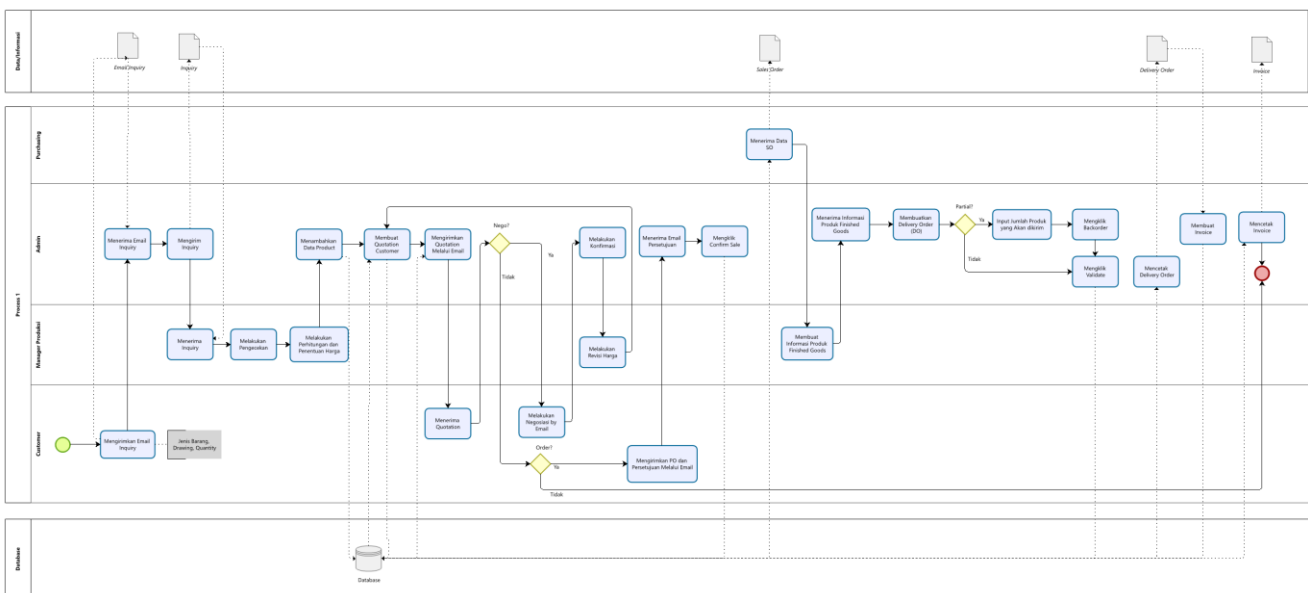 Data/Informasi
Email Inquiry
Inquiry
Sales Order
Delivery Order
Invoice
Process 1
Purchasing
Menerima Data
SO
Admin
Menerima Email
Inquiry
Mengirim
Inquiry
Menambahkan
Data Product
Membuat
Quotation
Customer
Mengirimkan
Quotation
Melalui Email
Nego?
Ya
Tidak
Melakukan
Konfirmasi
Menerima Email
Persetujuan
Mengklik
Confirm Sale
Menerima Informasi
Produk Finished
Goods
Membuatkan
Delivery Order
(DO)
Partial?
Ya
Tidak
Input Jumlah Produk
yang Akan dikirim
Mengklik
Backorder
Mengklik
Validate
Mencetak
Delivery Order
Membuat
Invoice
Mencetak
Invoice
Manager Produksi
Menerima
Inquiry
Melakukan
Pengecekan
Melakukan
Perhitungan dan
Penentuan Harga
Melakukan
Revisi Harga
Membuat
Informasi Produk
Finished Goods
Customer
Mengirimkan Email
Inquiry
Jenis Barang,
Drawing, Quantity
Menerima
Quotation
Melakukan
Negosiasi by
Email
Order?
Ya
Tidak
Mengirimkan PO dan
Persetujuan Melalui Email
Database
Database